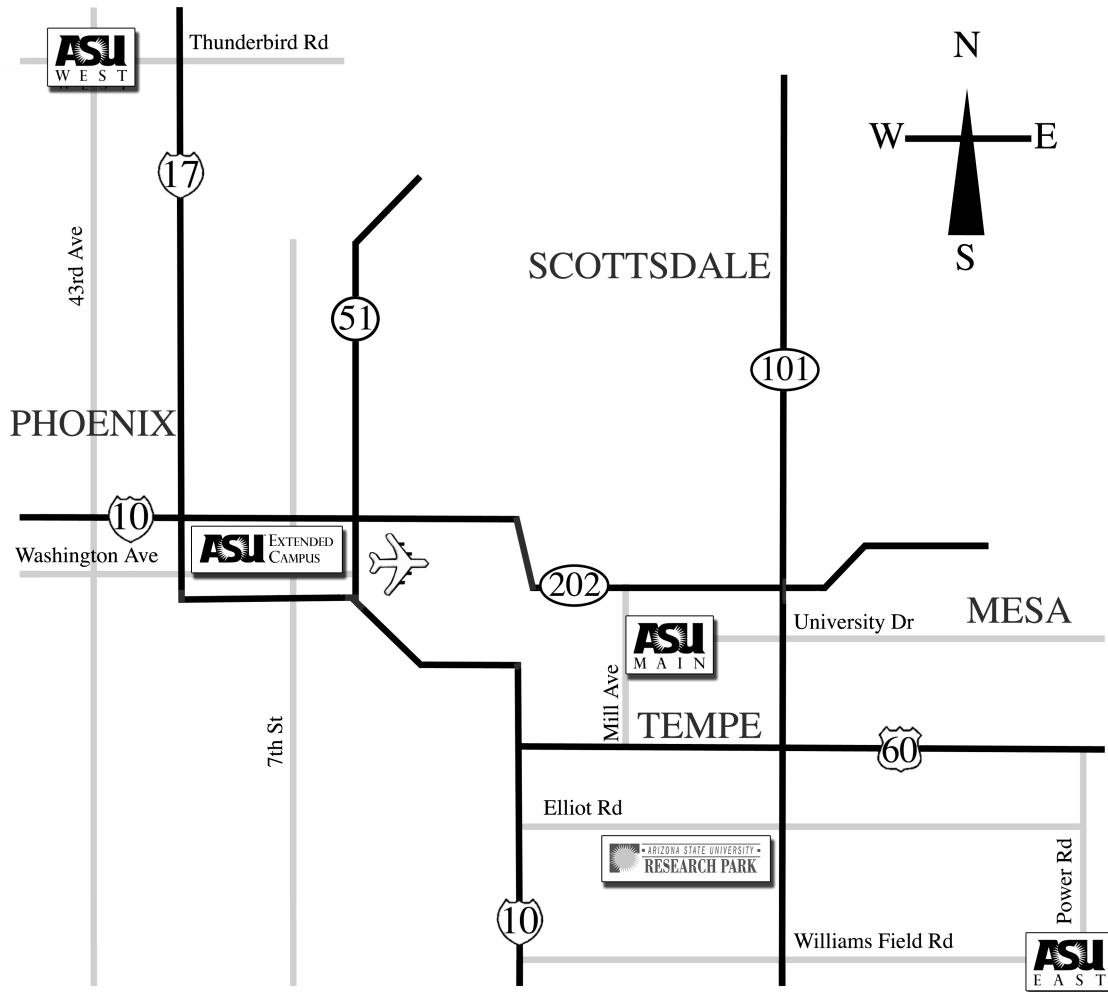 N
Thunderbird Rd
ASU
WEST
W E
17
43rd Ave
S
SCOTTSDALE
51
101
PHOENIX
10
ASU EXTENDED
CAMPUS
Washington Ave
202
University Dr
MESA
ASU
MAIN
Mill Ave
TEMPE
7th St
60
Elliot Rd
ARIZONA STATE UNIVERSITY
RESEARCH PARK
Power Rd
10
Williams Field Rd
ASU
EAST